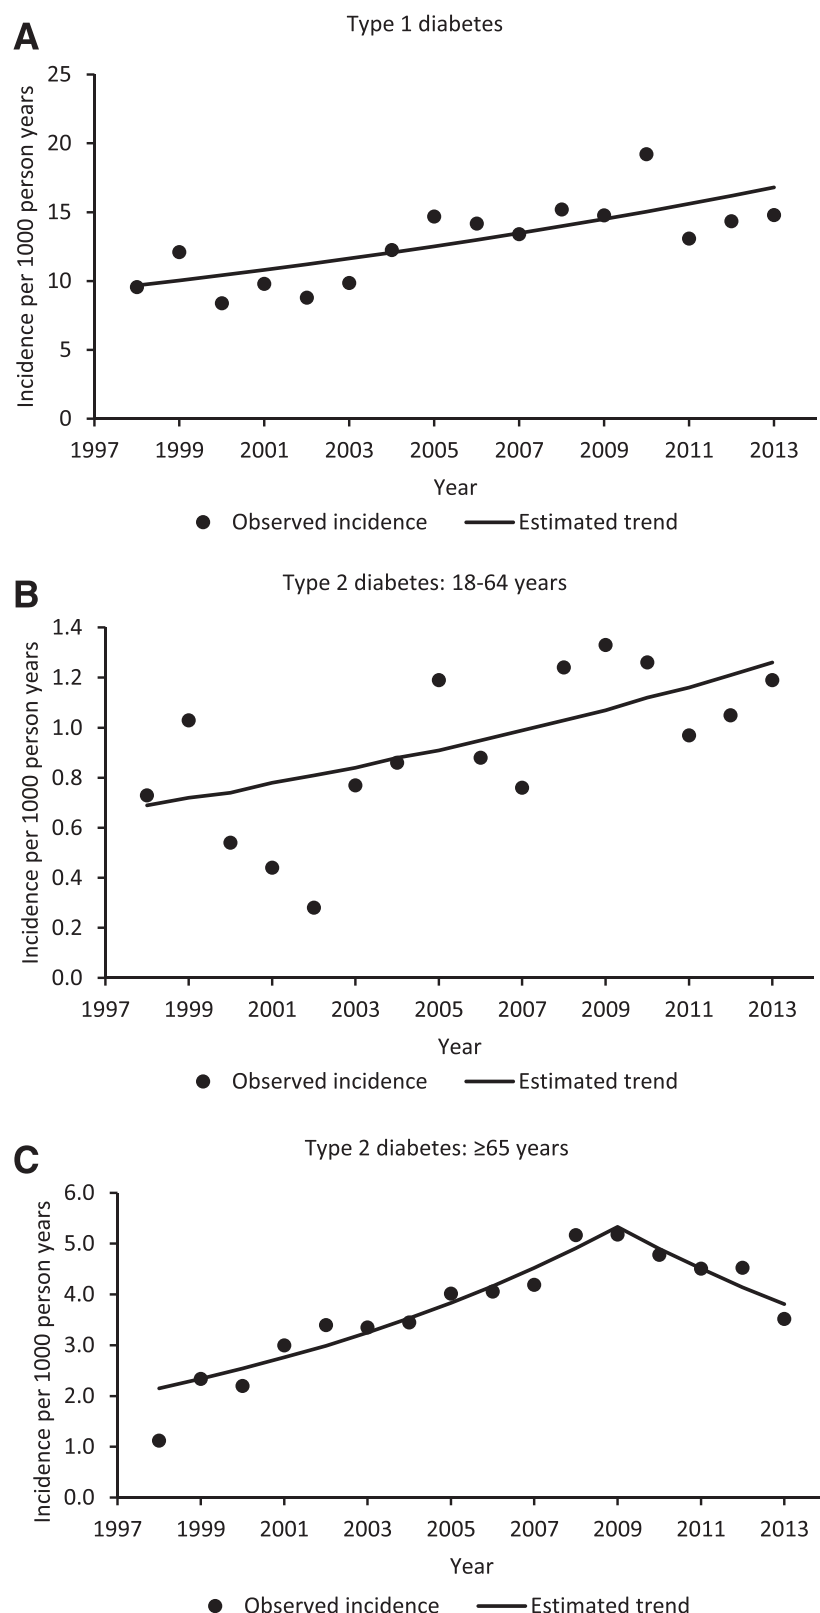 A
Type 1 diabetes
Incidence per 1000 person years
25
20
15
10
5
0
1997 1999 2001 2003 2005 2007 2009 2011 2013
Year
Observed incidence Estimated trend
B
Type 2 diabetes: 18-64 years
Incidence per 1000 person years
1.4
1.2
1.0
0.8
0.6
0.4
0.2
0.0
1997 1999 2001 2003 2005 2007 2009 2011 2013
Year
Observed incidence Estimated trend
C
Type 2 diabetes: ≥65 years
Incidence per 1000 person years
6.0
5.0
4.0
3.0
2.0
1.0
0.0
1997 1999 2001 2003 2005 2007 2009 2011 2013
Year
Observed incidence Estimated trend